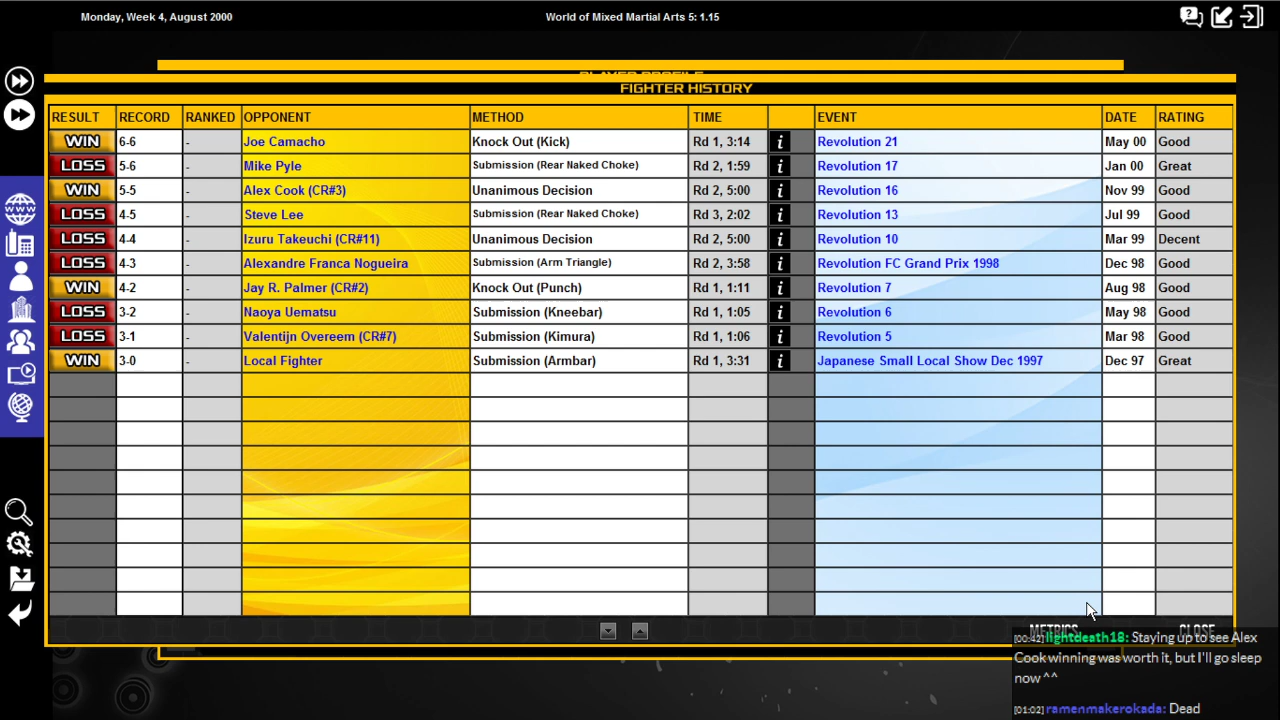 Monday, Week 4, August 2000 World of Mixed Martial Arts 5: 1.15
PLAYER PROFILE
FIGHTER HISTORY
RESULT RECORD RANKED OPPONENT METHOD TIME EVENT DATE RATING
WIN 6-6 - Joe Camacho Knock Out (Kick) Rd 1, 3:14 i Revolution 21 May 00 Good
LOSS 5-6 - Mike Pyle Submission (Rear Naked Choke) Rd 2, 1:59 i Revolution 17 Jan 00 Great
WIN 5-5 - Alex Cook (CR#3) Unanimous Decision Rd 2, 5:00 i Revolution 16 Nov 99 Good
LOSS 4-5 - Steve Lee Submission (Rear Naked Choke) Rd 3, 2:02 i Revolution 13 Jul 99 Good
LOSS 4-4 - Izuru Takeuchi (CR#11) Unanimous Decision Rd 2, 5:00 i Revolution 10 Mar 99 Decent
LOSS 4-3 - Alexandre Franca Nogueira Submission (Arm Triangle) Rd 2, 3:58 i Revolution FC Grand Prix 1998 Dec 98 Good
WIN 4-2 - Jay R. Palmer (CR#2) Knock Out (Punch) Rd 1, 1:11 i Revolution 7 Aug 98 Good
LOSS 3-2 - Naoya Uematsu Submission (Kneebar) Rd 1, 1:05 i Revolution 6 May 98 Good
LOSS 3-1 - Valentijn Overeem (CR#7) Submission (Kimura) Rd 1, 1:06 i Revolution 5 Mar 98 Good
WIN 3-0 - Local Fighter Submission (Armbar) Rd 1, 3:31 i Japanese Small Local Show Dec 1997 Dec 97 Great
METRICS CLOSE
[00:42] lightdeath18: Staying up to see Alex
Cook winning was worth it, but I'll go sleep
now ^^
[01:02] ramenmakerokada: Dead